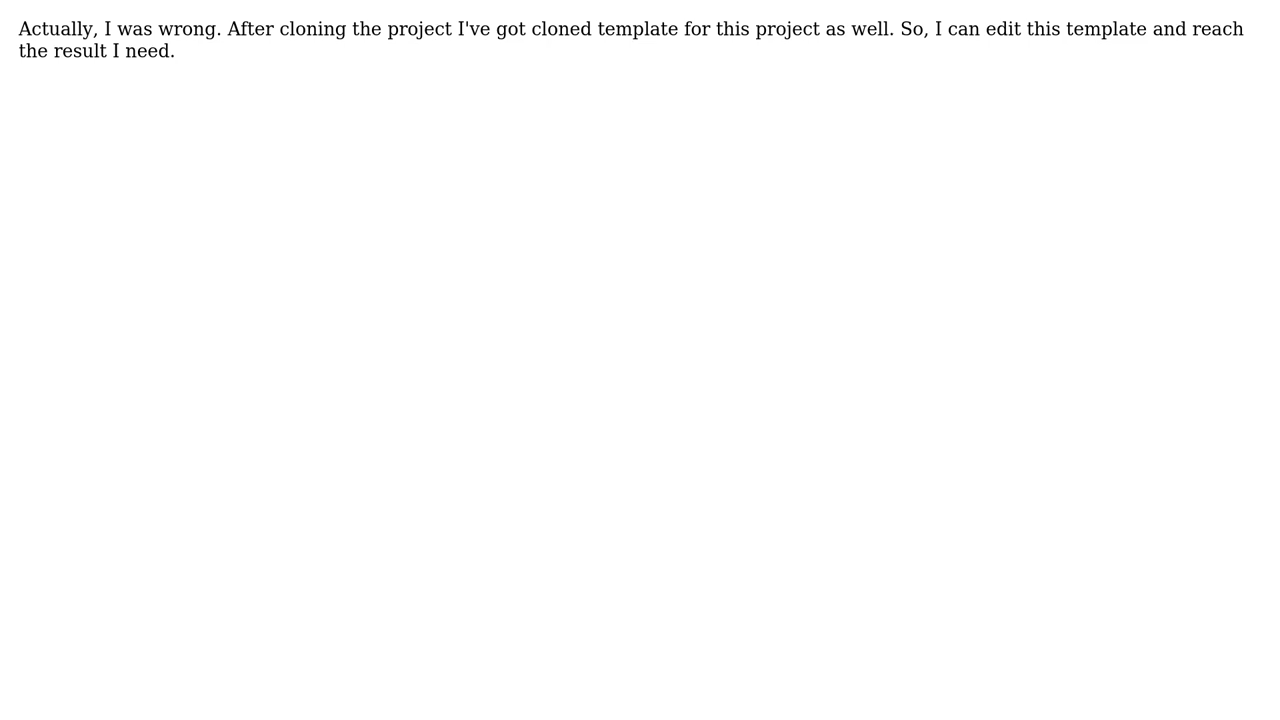 Actually, I was wrong. After cloning the project I've got cloned template for this project as well. So, I can edit this template and reach
the result I need.